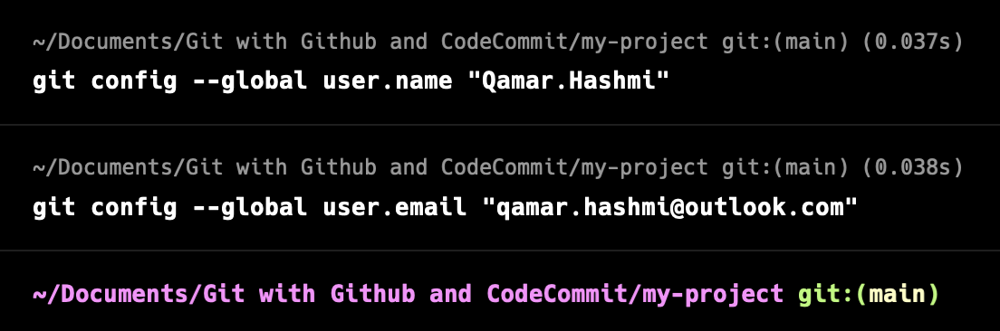 ~/Documents/Git with Github and CodeCommit/my-project git:(main) (0.037s)
git config --global user.name "Qamar.Hashmi"
~/Documents/Git with Github and CodeCommit/my-project git:(main) (0.038s)
git config --global user.email "qamar.hashmi@outlook.com"
~/Documents/Git with Github and CodeCommit/my-project git:(main)